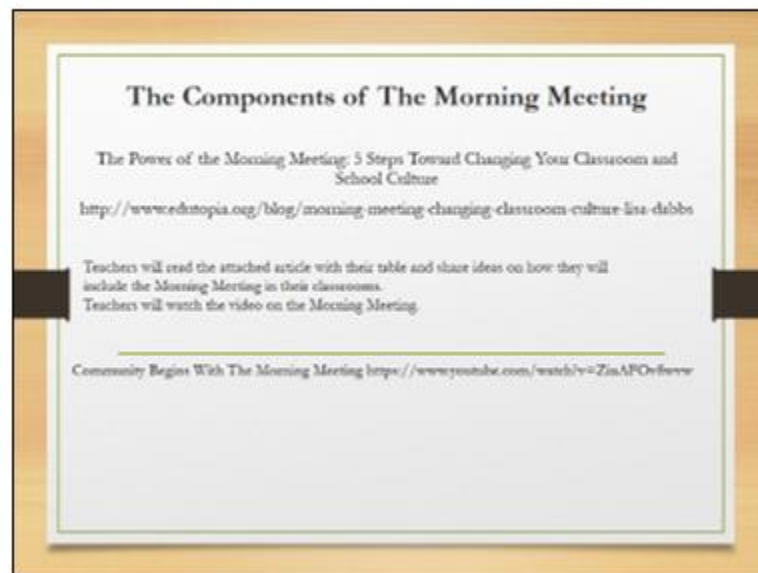 The Components of The Morning Meeting
The Power of the Morning Meeting: 5 Steps Toward Changing Your Classroom and
School Culture
http://www.edutopia.org/blog/morning-meeting-changing-classroom-culture-lisa-dabbs
Teachers will read the attached article with their table and share ideas on how they will
include the Morning Meeting in their classrooms.
Teachers will watch the video on the Morning Meeting.
Community Begins With The Morning Meeting